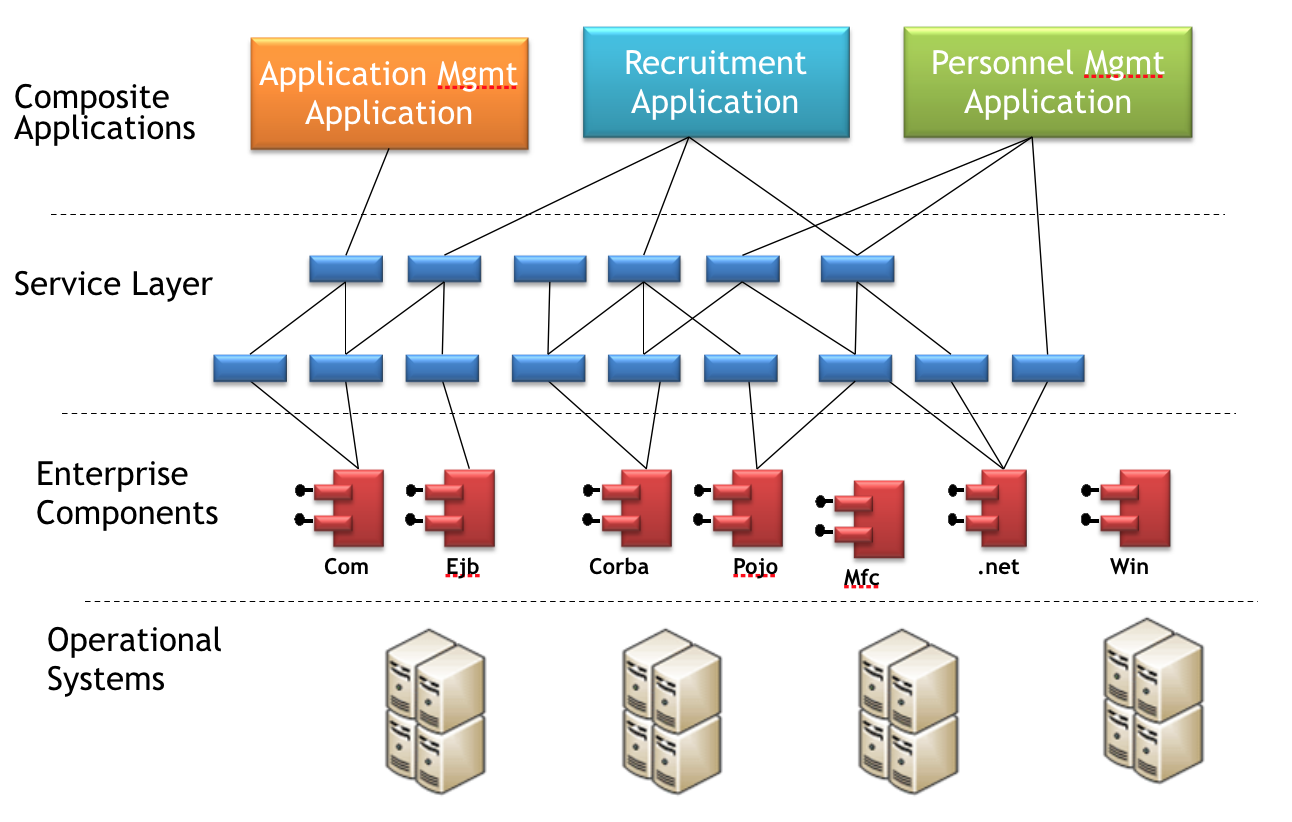 Application Mgmt
Application
Recruitment
Application
Personnel Mgmt
Application
Composite
Applications
Service Layer
Enterprise
Components
Com
Ejb
Corba
Pojo
Mfc
.net
Win
Operational
Systems